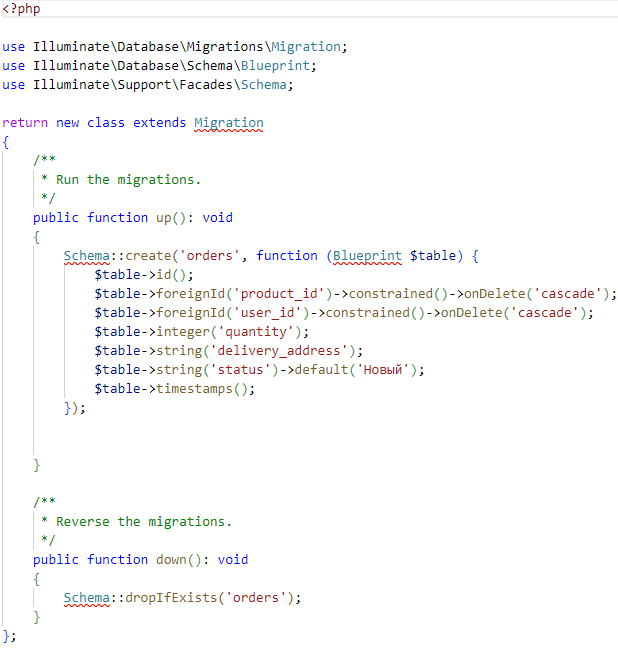 <?php
use Illuminate\Database\Migrations\Migration;
use Illuminate\Database\Schema\Blueprint;
use Illuminate\Support\Facades\Schema;
return new class extends Migration
{
    /**
     * Run the migrations.
     */
    public function up(): void
    {
        Schema::create('orders', function (Blueprint $table) {
            $table->id();
            $table->foreignId('product_id')->constrained()->onDelete('cascade');
            $table->foreignId('user_id')->constrained()->onDelete('cascade');
            $table->integer('quantity');
            $table->string('delivery_address');
            $table->string('status')->default('Новый');
            $table->timestamps();
        });
    }
    /**
     * Reverse the migrations.
     */
    public function down(): void
    {
        Schema::dropIfExists('orders');
    }
};